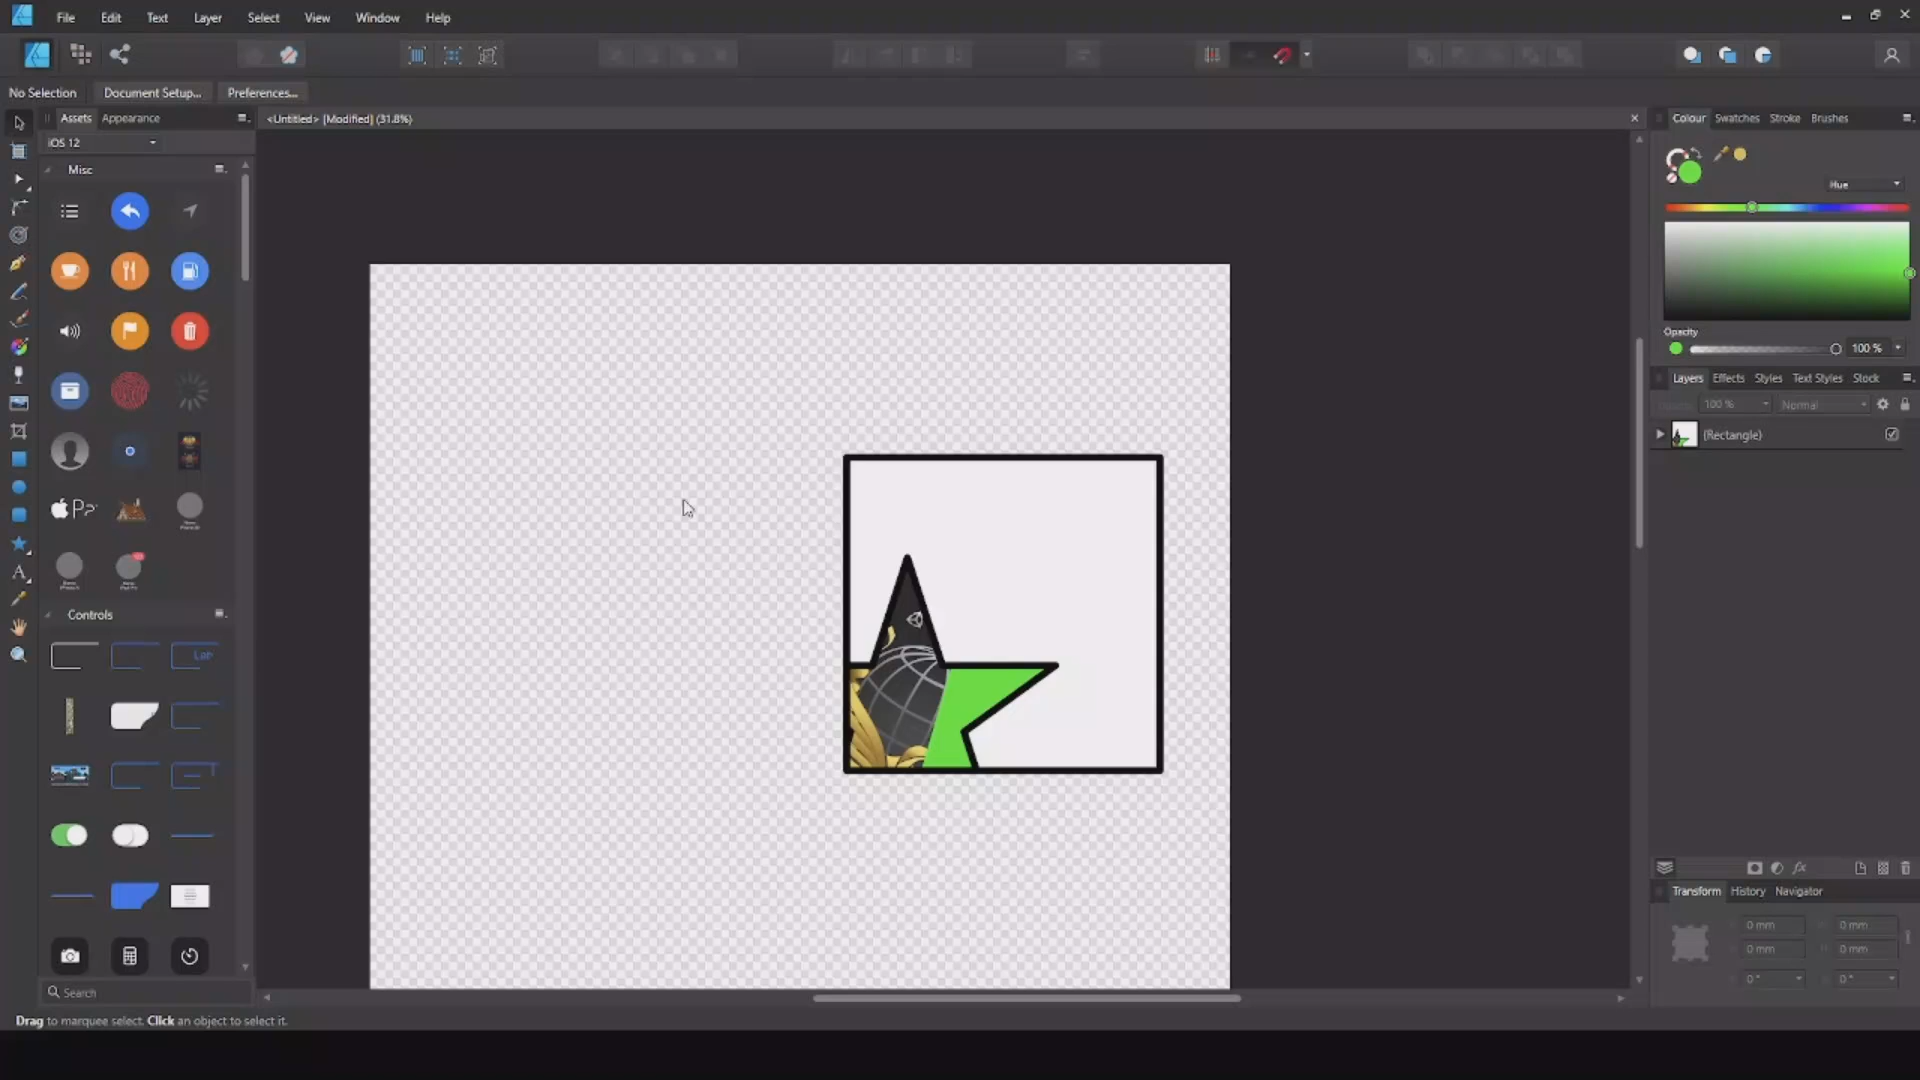 File Edit Text Layer Select View Window Help
No Selection Document Setup... Preferences...
Assets Appearance
<Untitled> [Modified] (31.8%)
Colour Swatches Stroke Brushes
iOS 12
Misc
Hue
Opacity
100 %
Layers Effects Styles Text Styles Stock
100 % Normal
(Rectangle)
Controls
Lab
Transform History Navigator
0 mm 0 mm
0 mm 0 mm
0 ° 0 °
Search
Drag to marquee select. Click an object to select it.